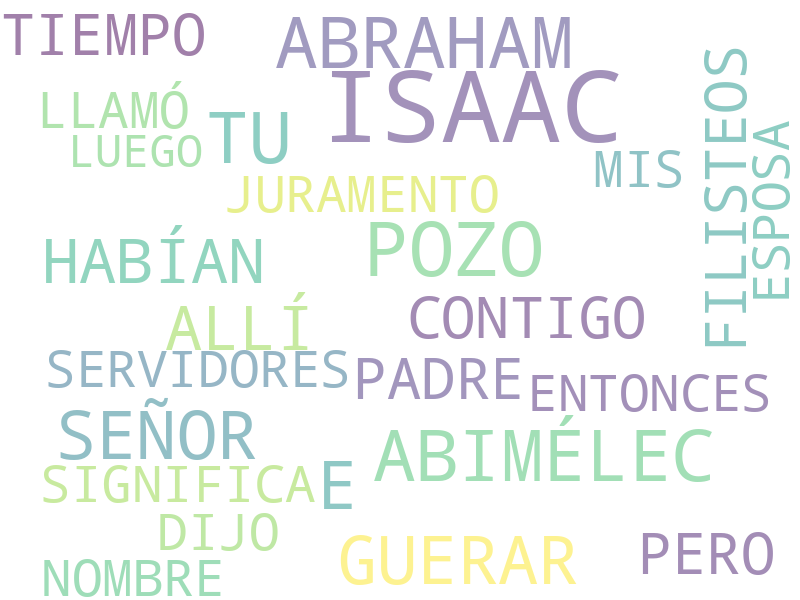 TIEMPO
ABRAHAM
ISAAC
LLAMÓ
TU
LUEGO
MIS
FILISTEOS
ESPOSA
JURAMENTO
POZO
HABÍAN
CONTIGO
ALLÍ
SERVIDORES
PADRE
ENTONCES
SEÑOR
ABIMÉLEC
SIGNIFICA
E
DIJO
GUERAR
PERO
NOMBRE